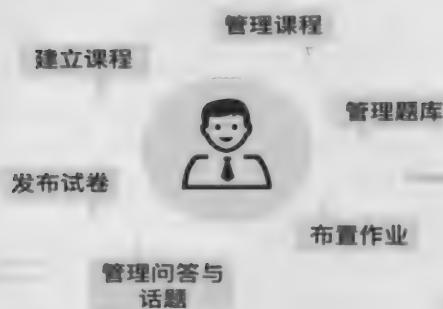 管理课程
建立课程
管理题库
发布试卷
布置作业
管理问答与
话题